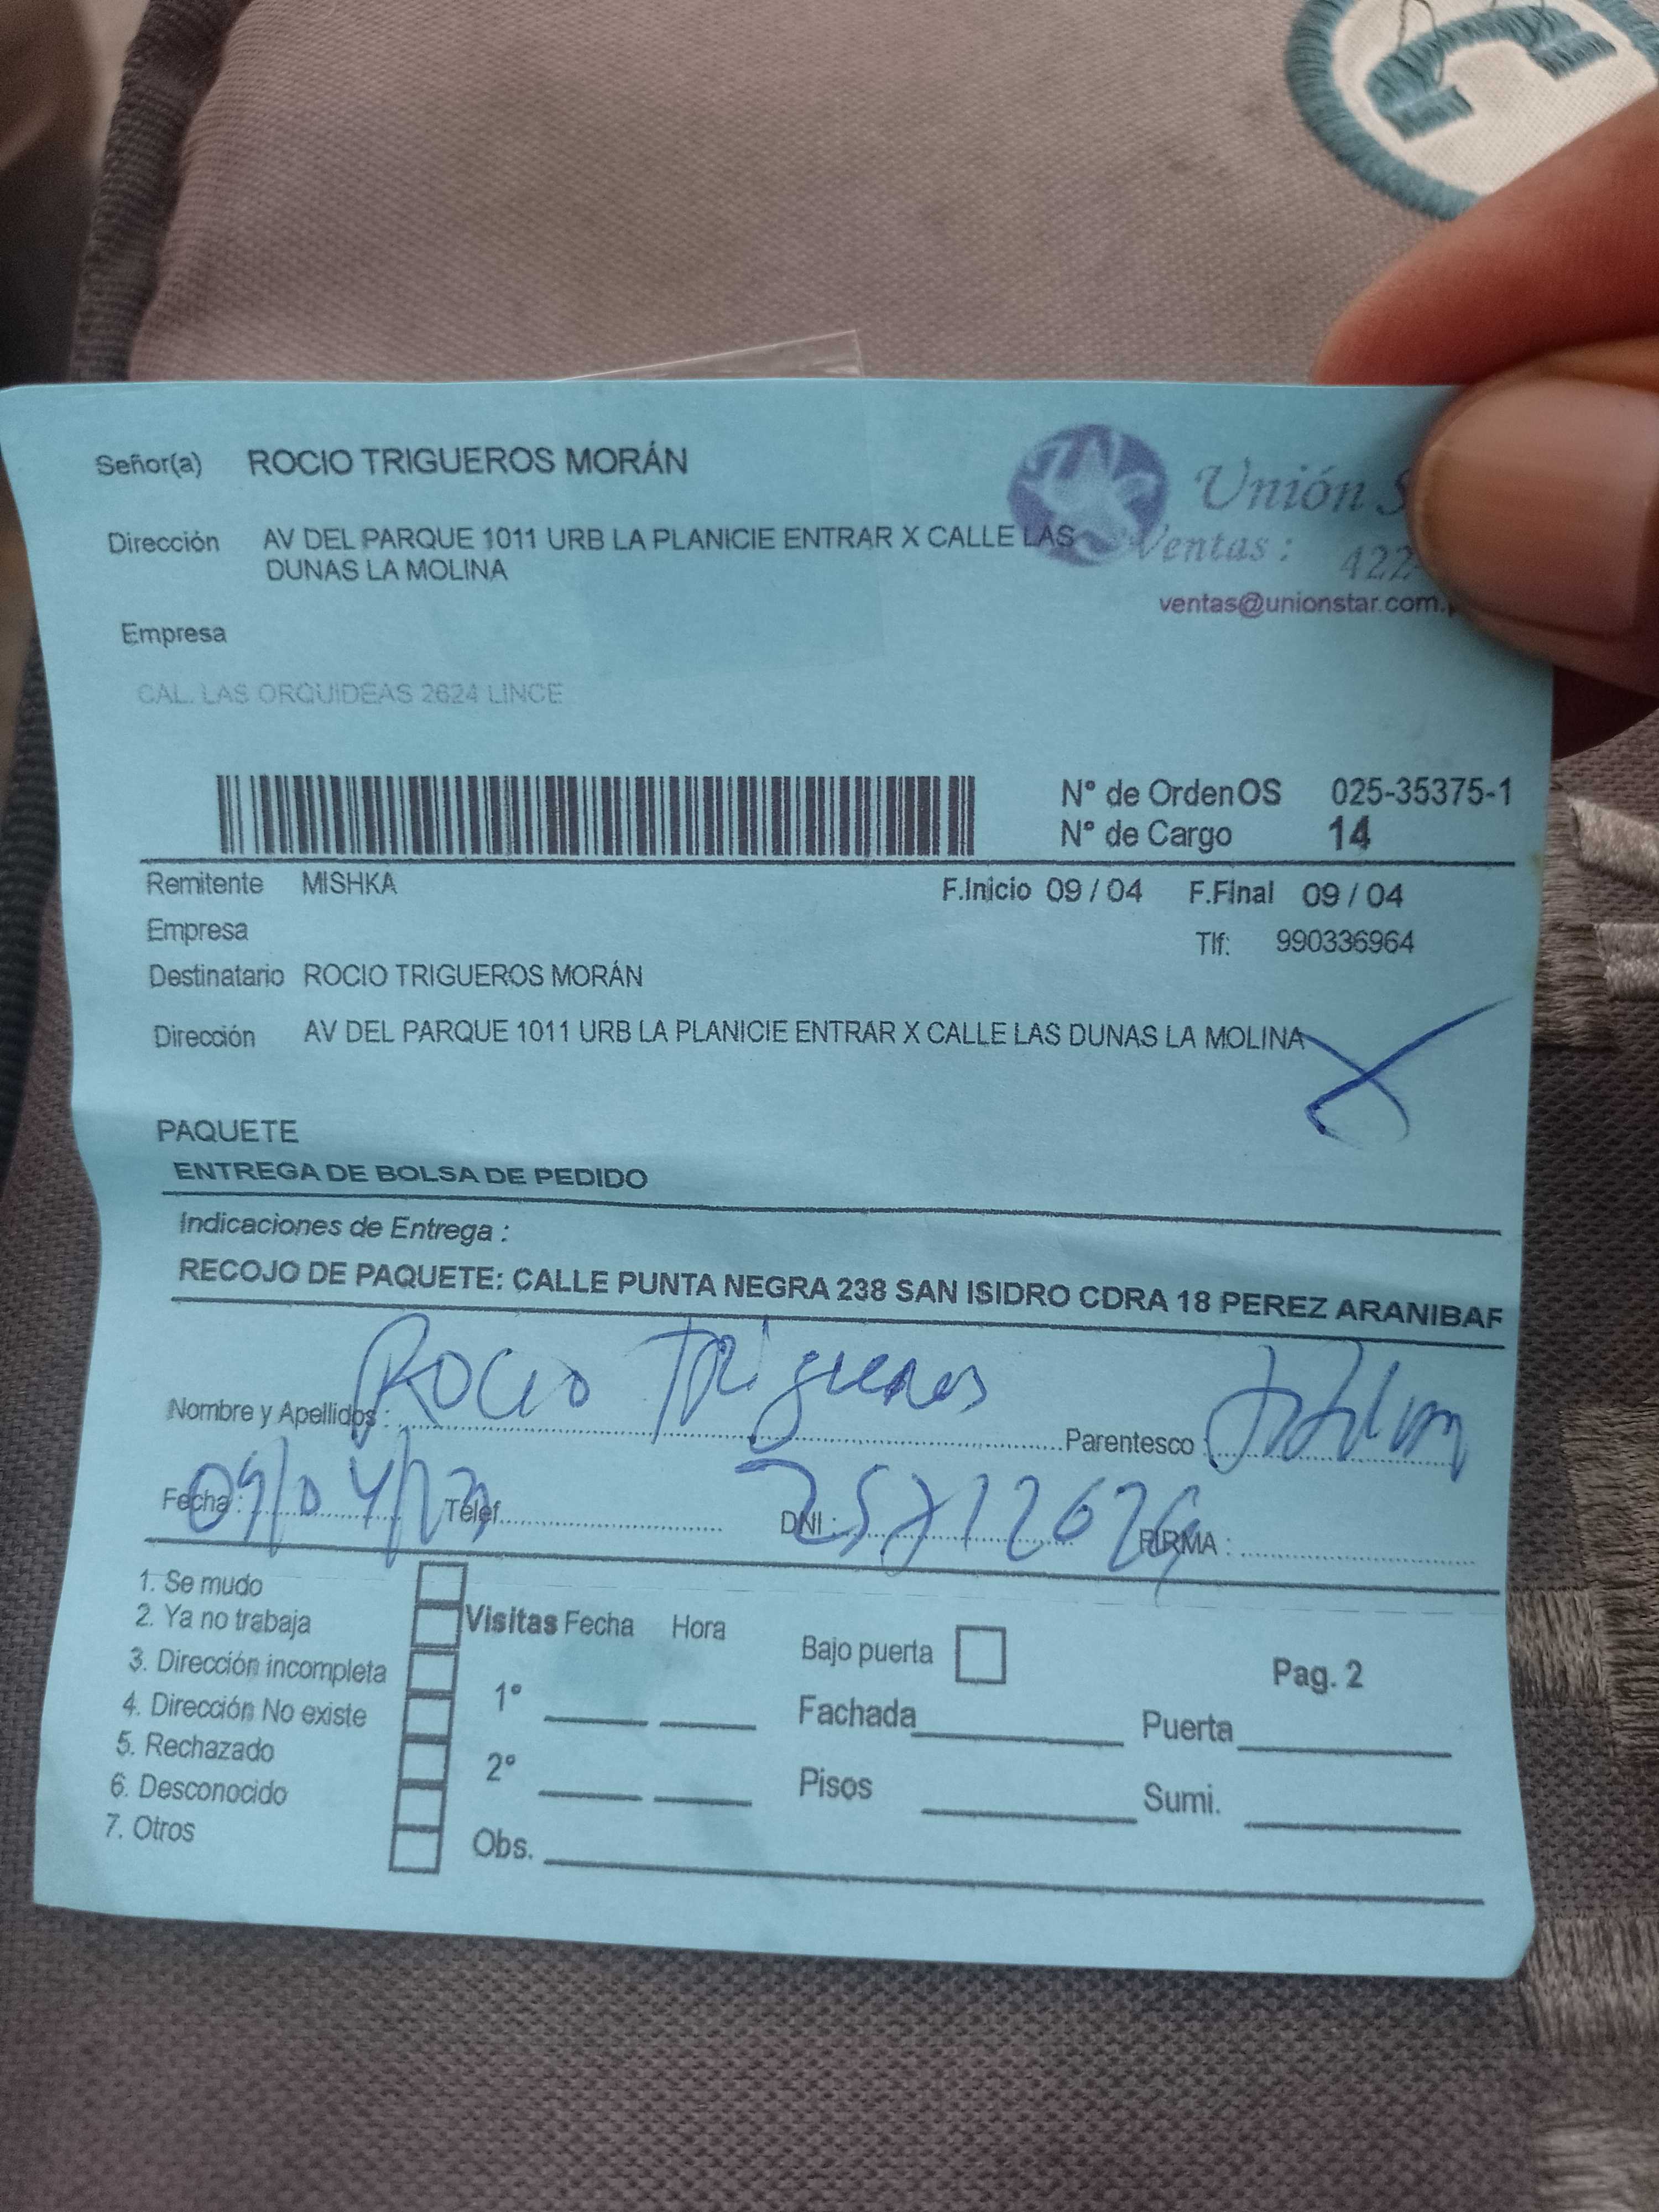 Señor(a) ROCIO TRIGUEROS MORÁN
Unión S
Dirección AV DEL PARQUE 1011 URB LA PLANICIE ENTRAR X CALLE LAS
DUNAS LA MOLINA
Ventas : 422
ventas@unionstar.com.
Empresa
CAL. LAS ORQUIDEAS 2624 LINCE
N° de OrdenOS 025-35375-1
N° de Cargo 14
Remitente MISHKA F.Inicio 09 / 04 F.FInal 09 / 04
Empresa Tlf: 990336964
Destinatario ROCIO TRIGUEROS MORÁN
Dirección AV DEL PARQUE 1011 URB LA PLANICIE ENTRAR X CALLE LAS DUNAS LA MOLINA
PAQUETE
ENTREGA DE BOLSA DE PEDIDO
Indicaciones de Entrega :
RECOJO DE PAQUETE: CALLE PUNTA NEGRA 238 SAN ISIDRO CDRA 18 PEREZ ARANIBAR
Nombre y Apellidos : Rocio Trigueros Parentesco :
Fecha : 09/04/ Telef. DNI : FIRMA :
1. Se mudo
2. Ya no trabaja
3. Dirección incompleta
4. Dirección No existe
5. Rechazado
6. Desconocido
7. Otros
Visitas Fecha Hora
1°
2°
Obs.
Bajo puerta
Pag. 2
Fachada Puerta
Pisos Sumi.